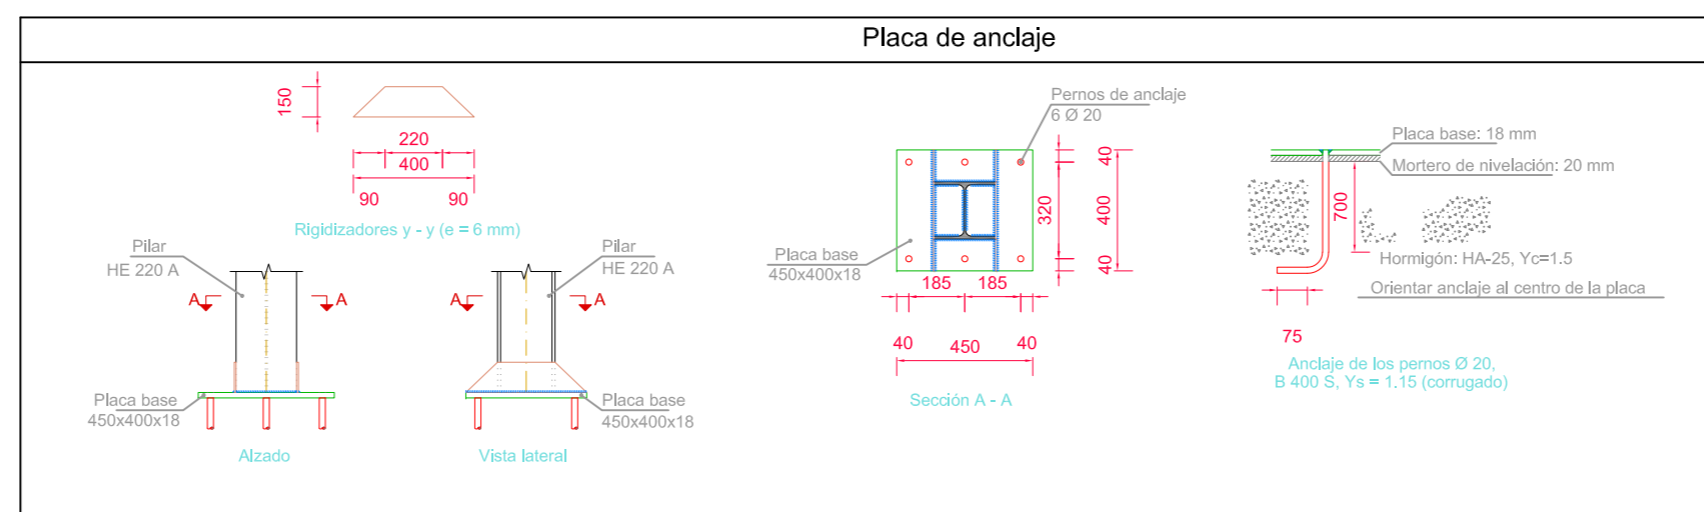 Placa de anclaje
150
220
400
90
90
Rigidizadores y - y (e = 6 mm)
Pilar
HE 220 A
A
A
Placa base
450x400x18
Alzado
Pilar
HE 220 A
A
A
Placa base
450x400x18
Vista lateral
Pernos de anclaje
6 Ø 20
40
320
400
40
Placa base
450x400x18
185
185
40
450
40
Sección A - A
Placa base: 18 mm
Mortero de nivelación: 20 mm
700
Hormigón: HA-25, Yc=1.5
Orientar anclaje al centro de la placa
75
Anclaje de los pernos Ø 20,
B 400 S, Ys = 1.15 (corrugado)